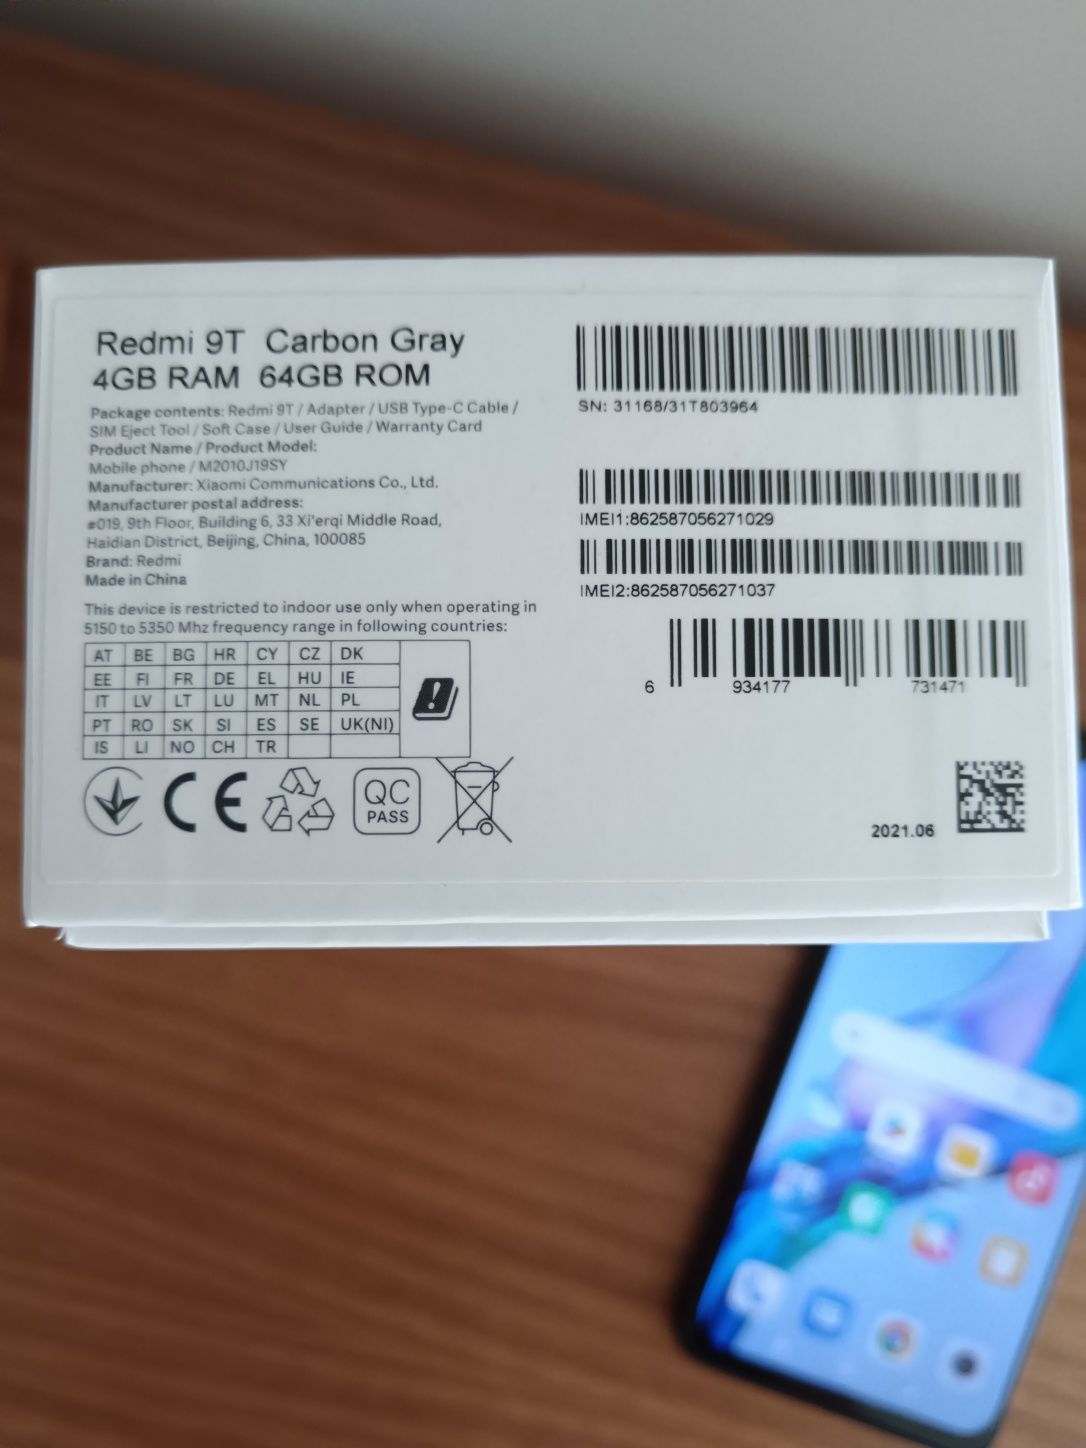 Redmi 9T Carbon Gray
4GB RAM 64GB ROM
Package contents: Redmi 9T / Adapter / USB Type-C Cable /
SIM Eject Tool / Soft Case / User Guide / Warranty Card
Product Name / Product Model:
Mobile phone / M2010J19SY
Manufacturer: Xiaomi Communications Co., Ltd.
Manufacturer postal address:
#019, 9th Floor, Building 6, 33 Xi'erqi Middle Road,
Haidian District, Beijing, China, 100085
Brand: Redmi
Made in China
This device is restricted to indoor use only when operating in
5150 to 5350 Mhz frequency range in following countries:
AT BE BG HR CY CZ DK
EE FI FR DE EL HU IE
IT LV LT LU MT NL PL
PT RO SK SI ES SE UK(NI)
IS LI NO CH TR
CE
QC
PASS
SN: 31168/31T803964
IMEI1:862587056271029
IMEI2:862587056271037
6 934177 731471
2021.06